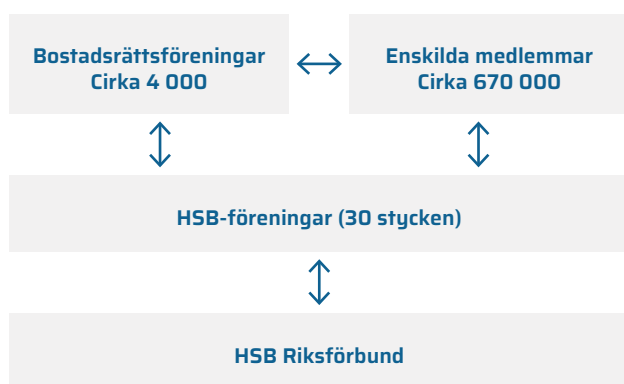 Bostadsrättsföreningar
Cirka 4 000
Enskilda medlemmar
Cirka 670 000
HSB-föreningar (30 stycken)
HSB Riksförbund